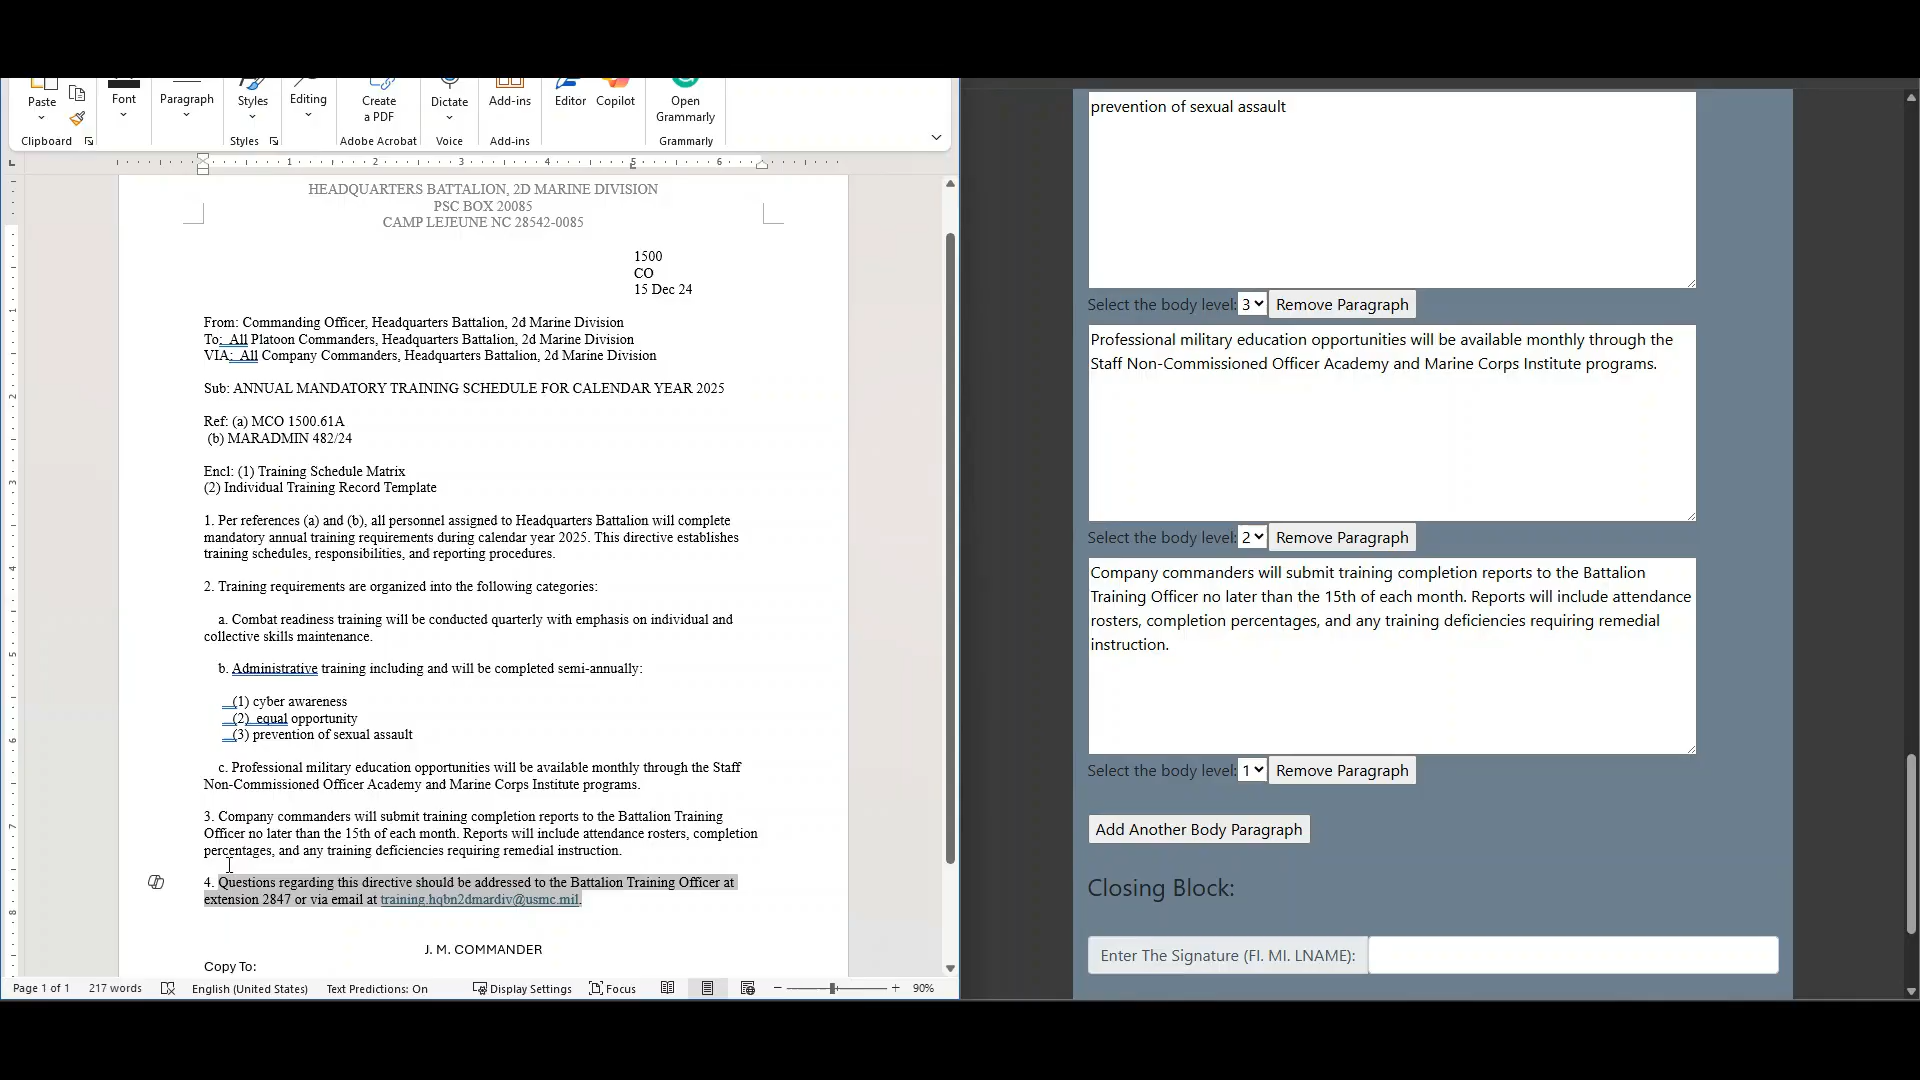 Paste
Font
Paragraph
Styles
Editing
Create
a PDF
Dictate
Add-ins
Editor
Copilot
Open
Grammarly
Clipboard
Styles
Adobe Acrobat
Voice
Add-ins
Grammarly
1 2 3 4 5 6
HEADQUARTERS BATTALION, 2D MARINE DIVISION
PSC BOX 20085
CAMP LEJEUNE NC 28542-0085
1500
CO
15 Dec 24
From: Commanding Officer, Headquarters Battalion, 2d Marine Division
To: All Platoon Commanders, Headquarters Battalion, 2d Marine Division
VIA: All Company Commanders, Headquarters Battalion, 2d Marine Division
Sub: ANNUAL MANDATORY TRAINING SCHEDULE FOR CALENDAR YEAR 2025
Ref: (a) MCO 1500.61A
(b) MARADMIN 482/24
Encl: (1) Training Schedule Matrix
(2) Individual Training Record Template
1. Per references (a) and (b), all personnel assigned to Headquarters Battalion will complete
mandatory annual training requirements during calendar year 2025. This directive establishes
training schedules, responsibilities, and reporting procedures.
2. Training requirements are organized into the following categories:
a. Combat readiness training will be conducted quarterly with emphasis on individual and
collective skills maintenance.
b. Administrative training including and will be completed semi-annually:
(1) cyber awareness
(2) equal opportunity
(3) prevention of sexual assault
c. Professional military education opportunities will be available monthly through the Staff
Non-Commissioned Officer Academy and Marine Corps Institute programs.
3. Company commanders will submit training completion reports to the Battalion Training
Officer no later than the 15th of each month. Reports will include attendance rosters, completion
percentages, and any training deficiencies requiring remedial instruction.
4. Questions regarding this directive should be addressed to the Battalion Training Officer at
extension 2847 or via email at training.hqbn2dmardiv@usmc.mil.
J. M. COMMANDER
Copy To:
Page 1 of 1
217 words
English (United States)
Text Predictions: On
Display Settings
Focus
90%
prevention of sexual assault
Select the body level: 3 Remove Paragraph
Professional military education opportunities will be available monthly through the
Staff Non-Commissioned Officer Academy and Marine Corps Institute programs.
Select the body level: 2 Remove Paragraph
Company commanders will submit training completion reports to the Battalion
Training Officer no later than the 15th of each month. Reports will include attendance
rosters, completion percentages, and any training deficiencies requiring remedial
instruction.
Select the body level: 1 Remove Paragraph
Add Another Body Paragraph
Closing Block:
Enter The Signature (FI. MI. LNAME):